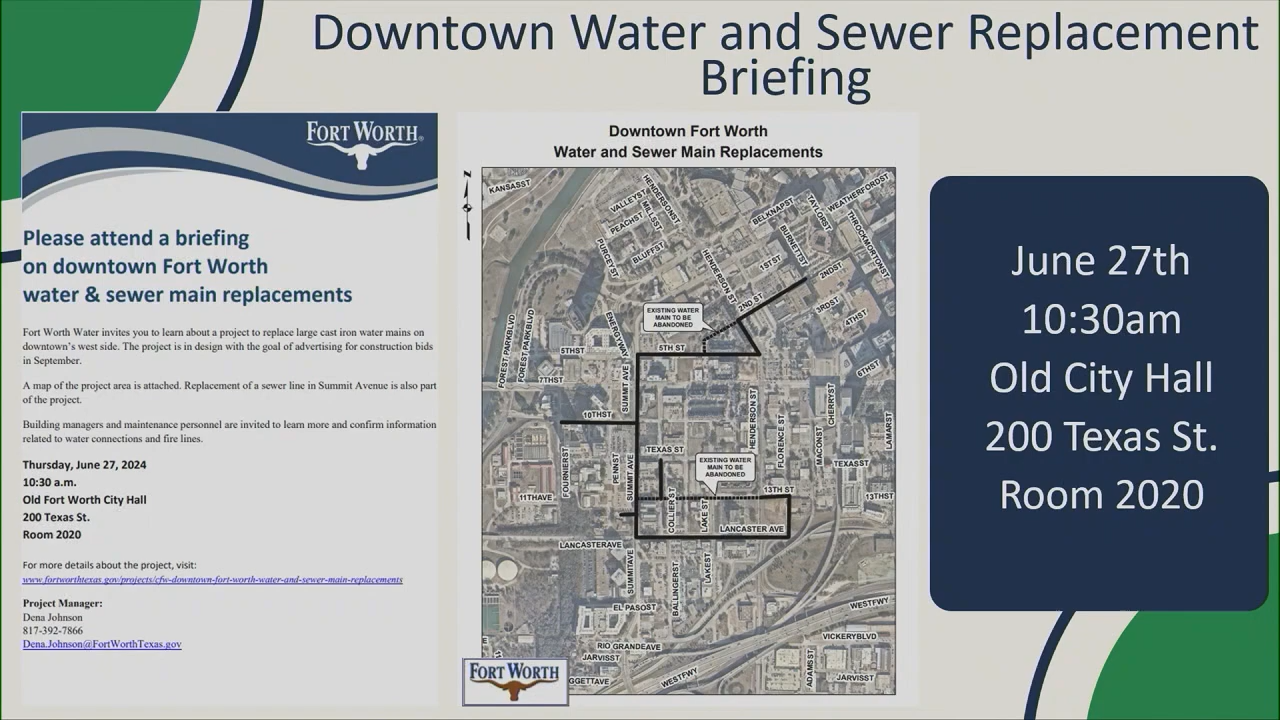 Downtown Water and Sewer Replacement
Briefing
FORT WORTH®
Please attend a briefing
on downtown Fort Worth
water & sewer main replacements
Fort Worth Water invites you to learn about a project to replace large cast iron water mains on
downtown's west side. The project is in design with the goal of advertising for construction bids
in September.
A map of the project area is attached. Replacement of a sewer line in Summit Avenue is also part
of the project.
Building managers and maintenance personnel are invited to learn more and confirm information
related to water connections and fire lines.
Thursday, June 27, 2024
10:30 a.m.
Old Fort Worth City Hall
200 Texas St.
Room 2020
For more details about the project, visit:
www.fortworthtexas.gov/projects/cfw-downtown-fort-worth-water-and-sewer-main-replacements
Project Manager:
Dena Johnson
817-392-7866
Dena.Johnson@FortWorthTexas.gov
Downtown Fort Worth
Water and Sewer Main Replacements
N
KANSASST
VALLEYST
HENDERSONST
PEACHST
MILLSST
BLUFFST
PURCEYST
BELKNAPST
TAYLORST
WEATHERFORDST
BURNETTST
THROCKMORTONST
HENDERSON ST
1STST
2NDST
2ND ST
3RDST
4THST
EXISTING WATER
MAIN TO BE
ABANDONED
FOREST PARKBLVD
FOREST PARKBLVD
ENERGYWAY
5THST
5TH ST
6THST
7THST
SUMMIT AVE
10THST
HENDERSON ST
FLORENCE ST
CHERRYST
MACONST
LAMARST
TEXAS ST
FOURNIERST
PENNST
SUMMIT AVE
EXISTING WATER
MAIN TO BE
ABANDONED
TEXASST
11THAVE
COLLIER ST
LAKE ST
13TH ST
13THST
LANCASTER AVE
LANCASTERAVE
SUMMITAVE
BALLINGERST
LAKEST
EL PASOST
WESTFWY
E
RIO GRANDEAVE
VICKERYBLVD
JARVISST
WESTFWY
ADAMSST
JARVISST
GGETTAVE
FORT WORTH
June 27th
10:30am
Old City Hall
200 Texas St.
Room 2020